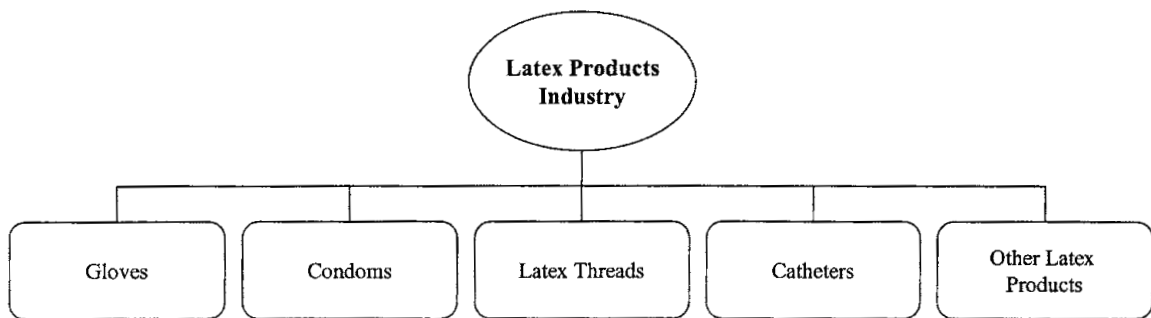 Latex Products
Industry
Gloves
Condoms
Latex Threads
Catheters
Other Latex
Products